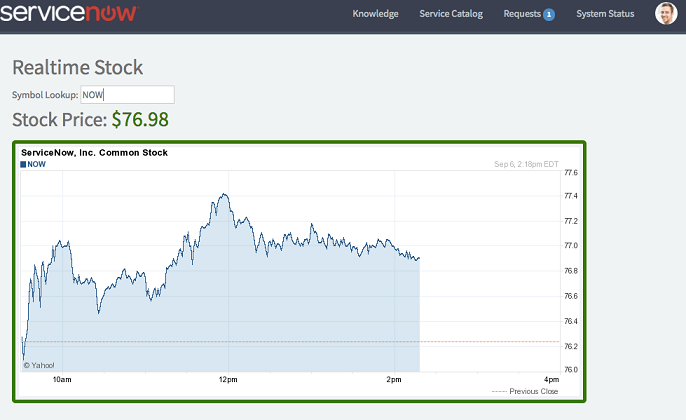 servicenow
Knowledge Service Catalog Requests 1 System Status
Realtime Stock
Symbol Lookup: NOW
Stock Price: $76.98
ServiceNow, Inc. Common Stock
NOW Sep 6, 2:18pm EDT
77.6
77.4
77.2
77.0
76.8
76.6
76.4
76.2
© Yahoo! 76.0
10am 12pm 2pm 4pm
Previous Close